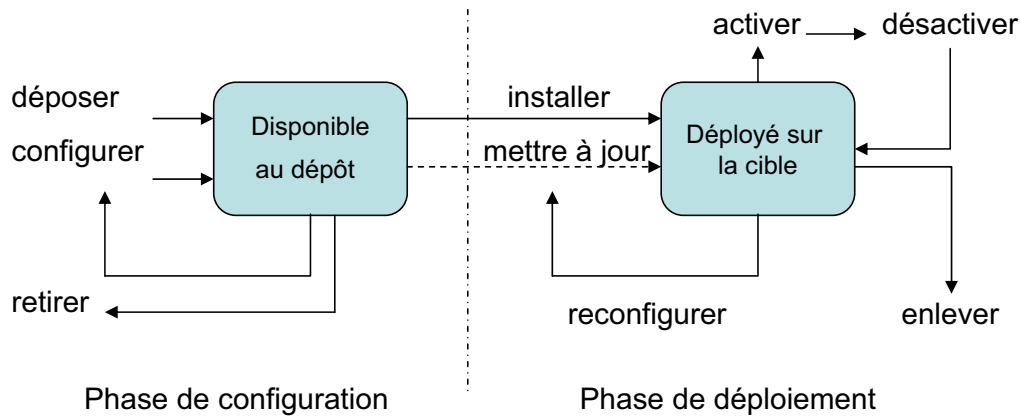 activer
désactiver
déposer
installer
configurer
Disponible
au dépôt
mettre à jour
Déployé sur
la cible
retirer
reconfigurer
enlever
Phase de configuration
Phase de déploiement